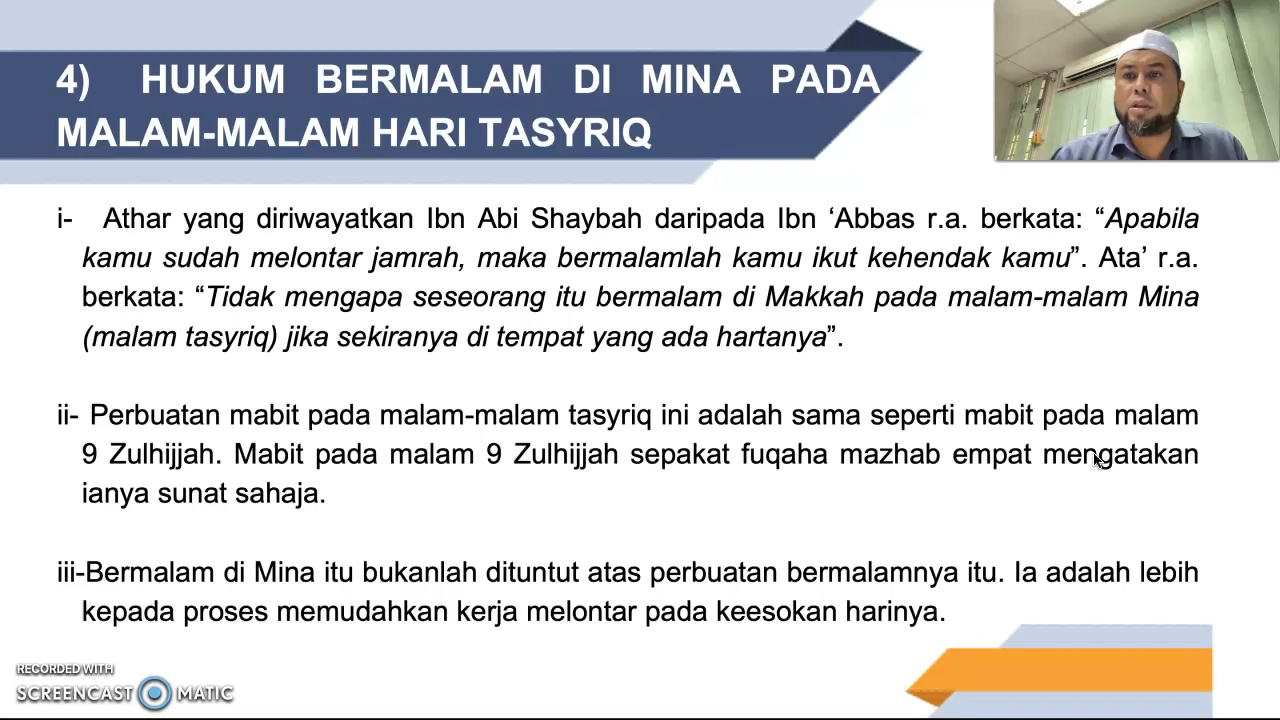 4) HUKUM BERMALAM DI MINA PADA
MALAM-MALAM HARI TASYRIQ
i- Athar yang diriwayatkan Ibn Abi Shaybah daripada Ibn ‘Abbas r.a. berkata: “Apabila
kamu sudah melontar jamrah, maka bermalamlah kamu ikut kehendak kamu”. Ata’ r.a.
berkata: “Tidak mengapa seseorang itu bermalam di Makkah pada malam-malam Mina
(malam tasyriq) jika sekiranya di tempat yang ada hartanya”.
ii- Perbuatan mabit pada malam-malam tasyriq ini adalah sama seperti mabit pada malam
9 Zulhijjah. Mabit pada malam 9 Zulhijjah sepakat fuqaha mazhab empat mengatakan
ianya sunat sahaja.
iii-Bermalam di Mina itu bukanlah dituntut atas perbuatan bermalamnya itu. Ia adalah lebih
kepada proses memudahkan kerja melontar pada keesokan harinya.
RECORDED WITH
SCREENCAST MATIC